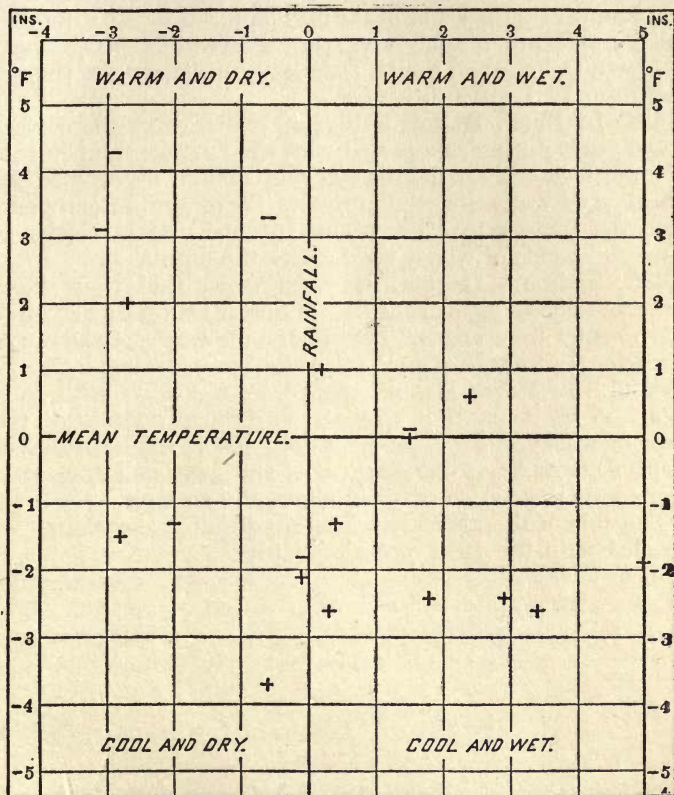 INS. -4 -3 -2 -1 0 1 2 3 4 5 INS.
°F WARM AND DRY. WARM AND WET. °F
5 5
4 4
3 3
RAINFALL.
2 2
1 1
0 MEAN TEMPERATURE. 0
-1 -1
-2 -2
-3 -3
-4 -4
COOL AND DRY. COOL AND WET.
-5 -5